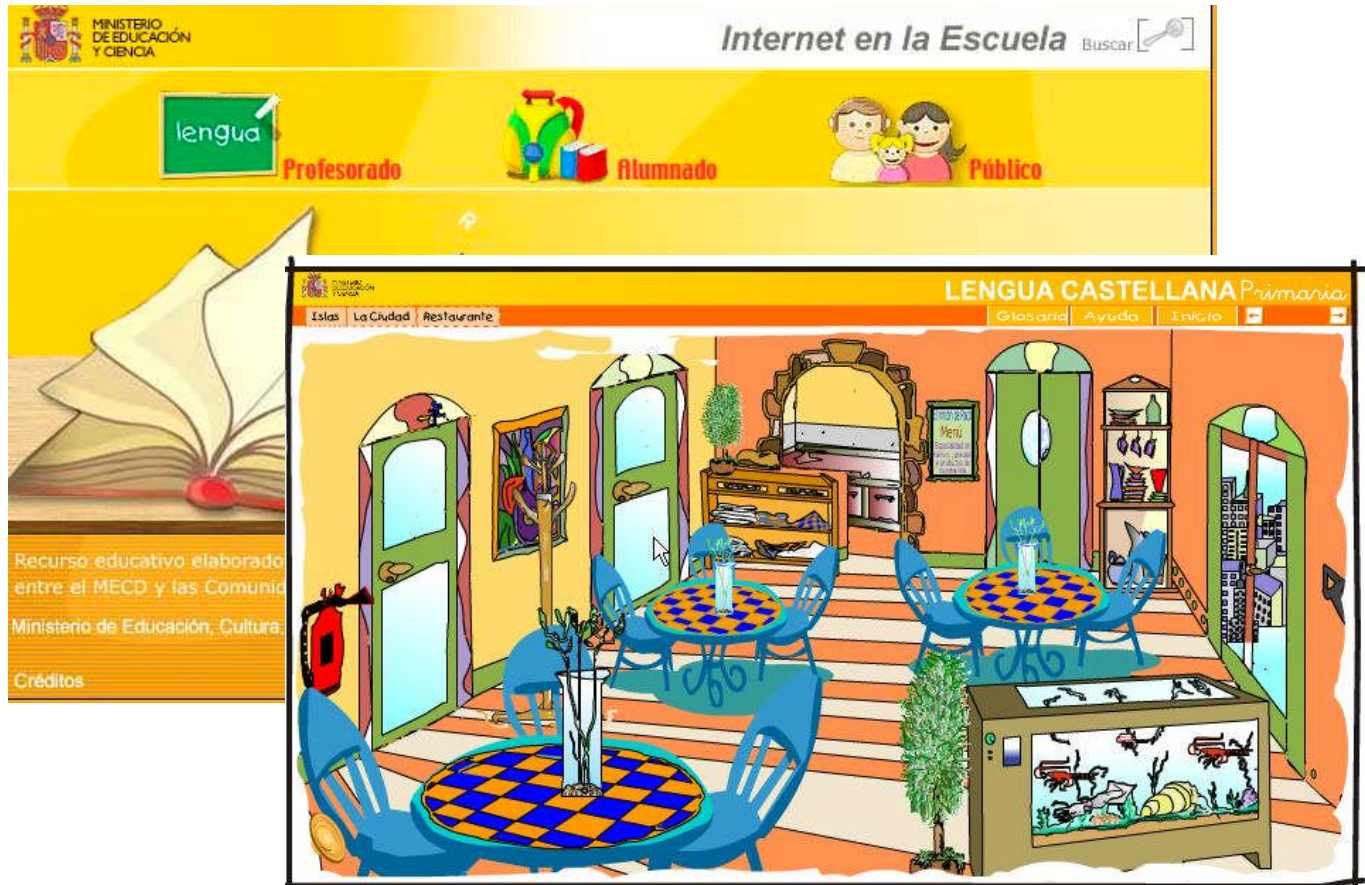 MINISTERIO
DE EDUCACIÓN
Y CIENCIA
Internet en la Escuela Buscar
lengua
Profesorado
Alumnado
Público
R
LENGUA CASTELLANA Primaria
Islas La Ciudad Restaurante
Glosario Ayuda Inicio
Menú
Recurso educativo elaborado
entre el MECD y las Comunid
Ministerio de Educación, Cultura,
Créditos